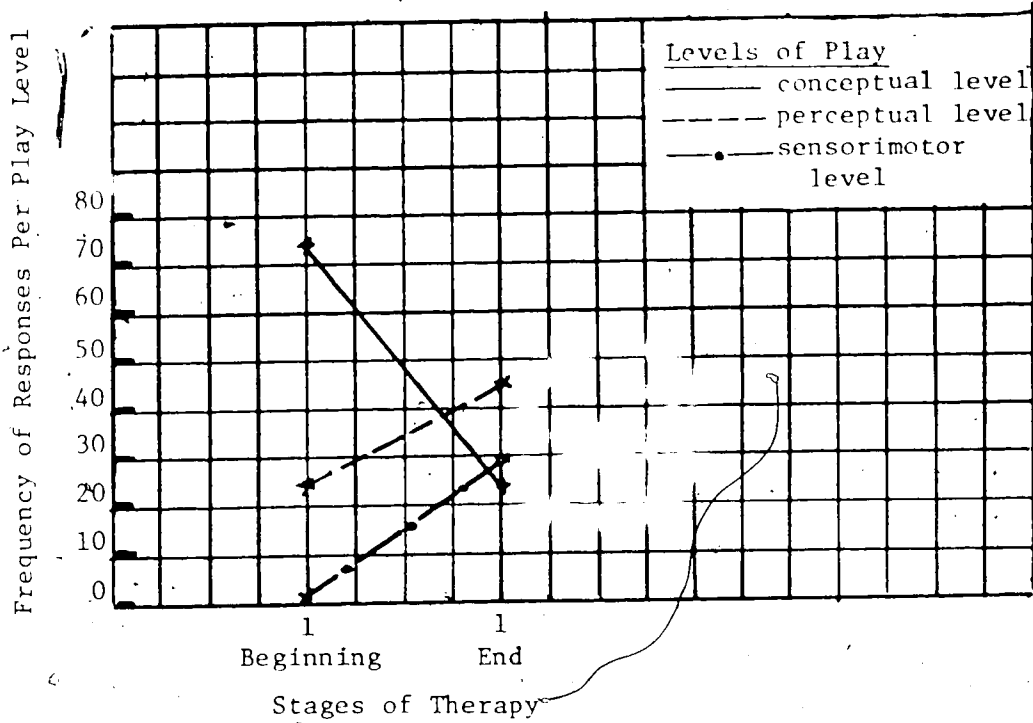 Frequency of Responses Per Play Level
Levels of Play
conceptual level
perceptual level
sensorimotor
level
80
70
60
50
40
30
20
10
0
1
1
Beginning
End
Stages of Therapy